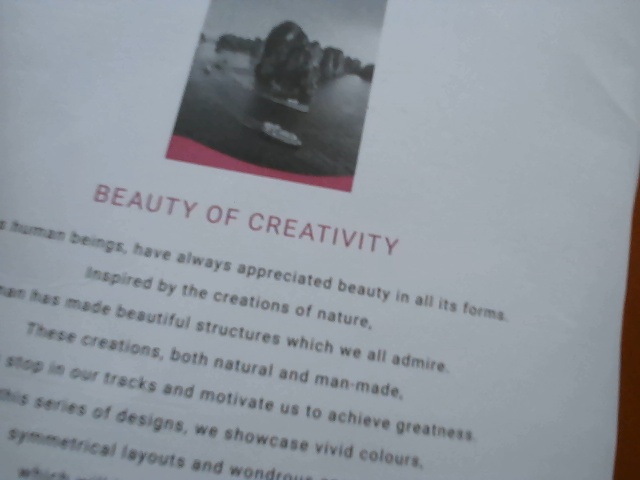 BEAUTY OF CREATIVITY
human beings, have always appreciated beauty in all its forms.
Inspired by the creations of nature,
man has made beautiful structures which we all admire.
These creations, both natural and man-made,
stop in our tracks and motivate us to achieve greatness.
this series of designs, we showcase vivid colours,
symmetrical layouts and wondrous
which